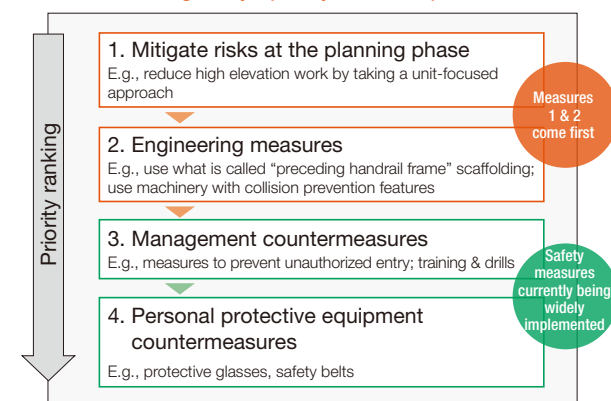 Priority ranking
1. Mitigate risks at the planning phase
E.g., reduce high elevation work by taking a unit-focused
approach
Measures
1 & 2
come first
2. Engineering measures
E.g., use what is called “preceding handrail frame” scaffolding;
use machinery with collision prevention features
3. Management countermeasures
E.g., measures to prevent unauthorized entry; training & drills
Safety
measures
currently being
widely
implemented
4. Personal protective equipment
countermeasures
E.g., protective glasses, safety belts